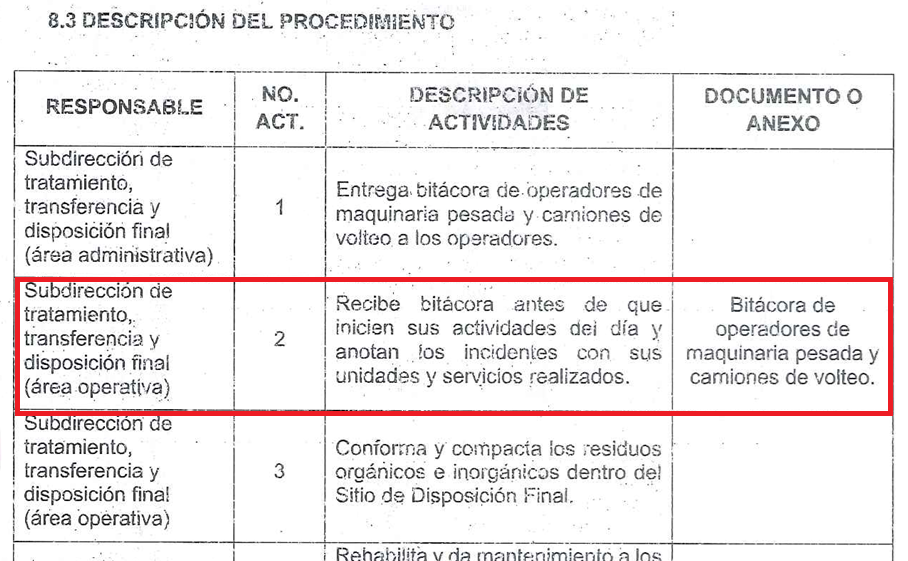 8.3 DESCRIPCIÓN DEL PROCEDIMIENTO
RESPONSABLE
NO.
ACT.
DESCRIPCIÓN DE
ACTIVIDADES
DOCUMENTO O
ANEXO
Subdirección de
tratamiento,
transferencia y
disposición final
(área administrativa)
1
Entrega bitácora de operadores de
maquinaria pesada y camiones de
volteo a los operadores.
Subdirección de
tratamiento,
transferencia y
disposición final
(área operativa)
2
Recibe bitácora antes de que
inicien sus actividades del día y
anotan los incidentes con sus
unidades y servicios realizados.
Bitácora de
operadores de
maquinaria pesada y
camiones de volteo.
Subdirección de
tratamiento,
transferencia y
disposición final
(área operativa)
3
Conforma y compacta los residuos
orgánicos e inorgánicos dentro del
Sitio de Disposición Final.
Rehabilita y da mantenimiento a los